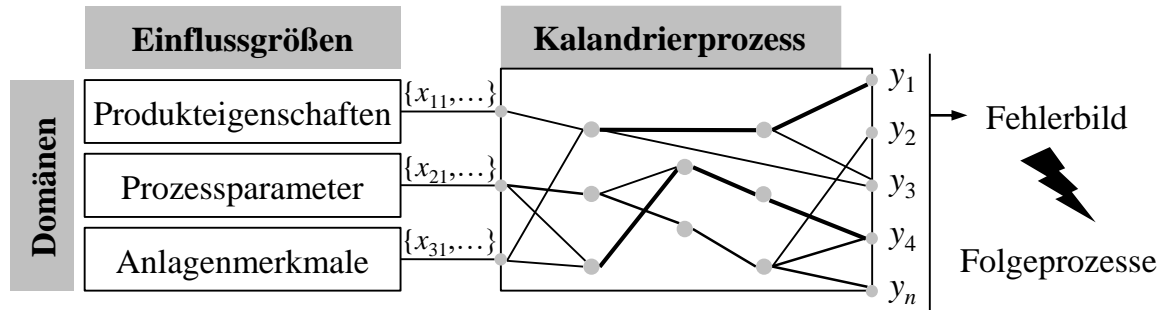 Einflussgrößen
Kalandrierprozess
Domänen
Produkteigenschaften
{x11,…}
Prozessparameter
{x21,…}
Anlagenmerkmale
{x31,…}
y1
y2
y3
y4
yn
Fehlerbild
Folgeprozesse